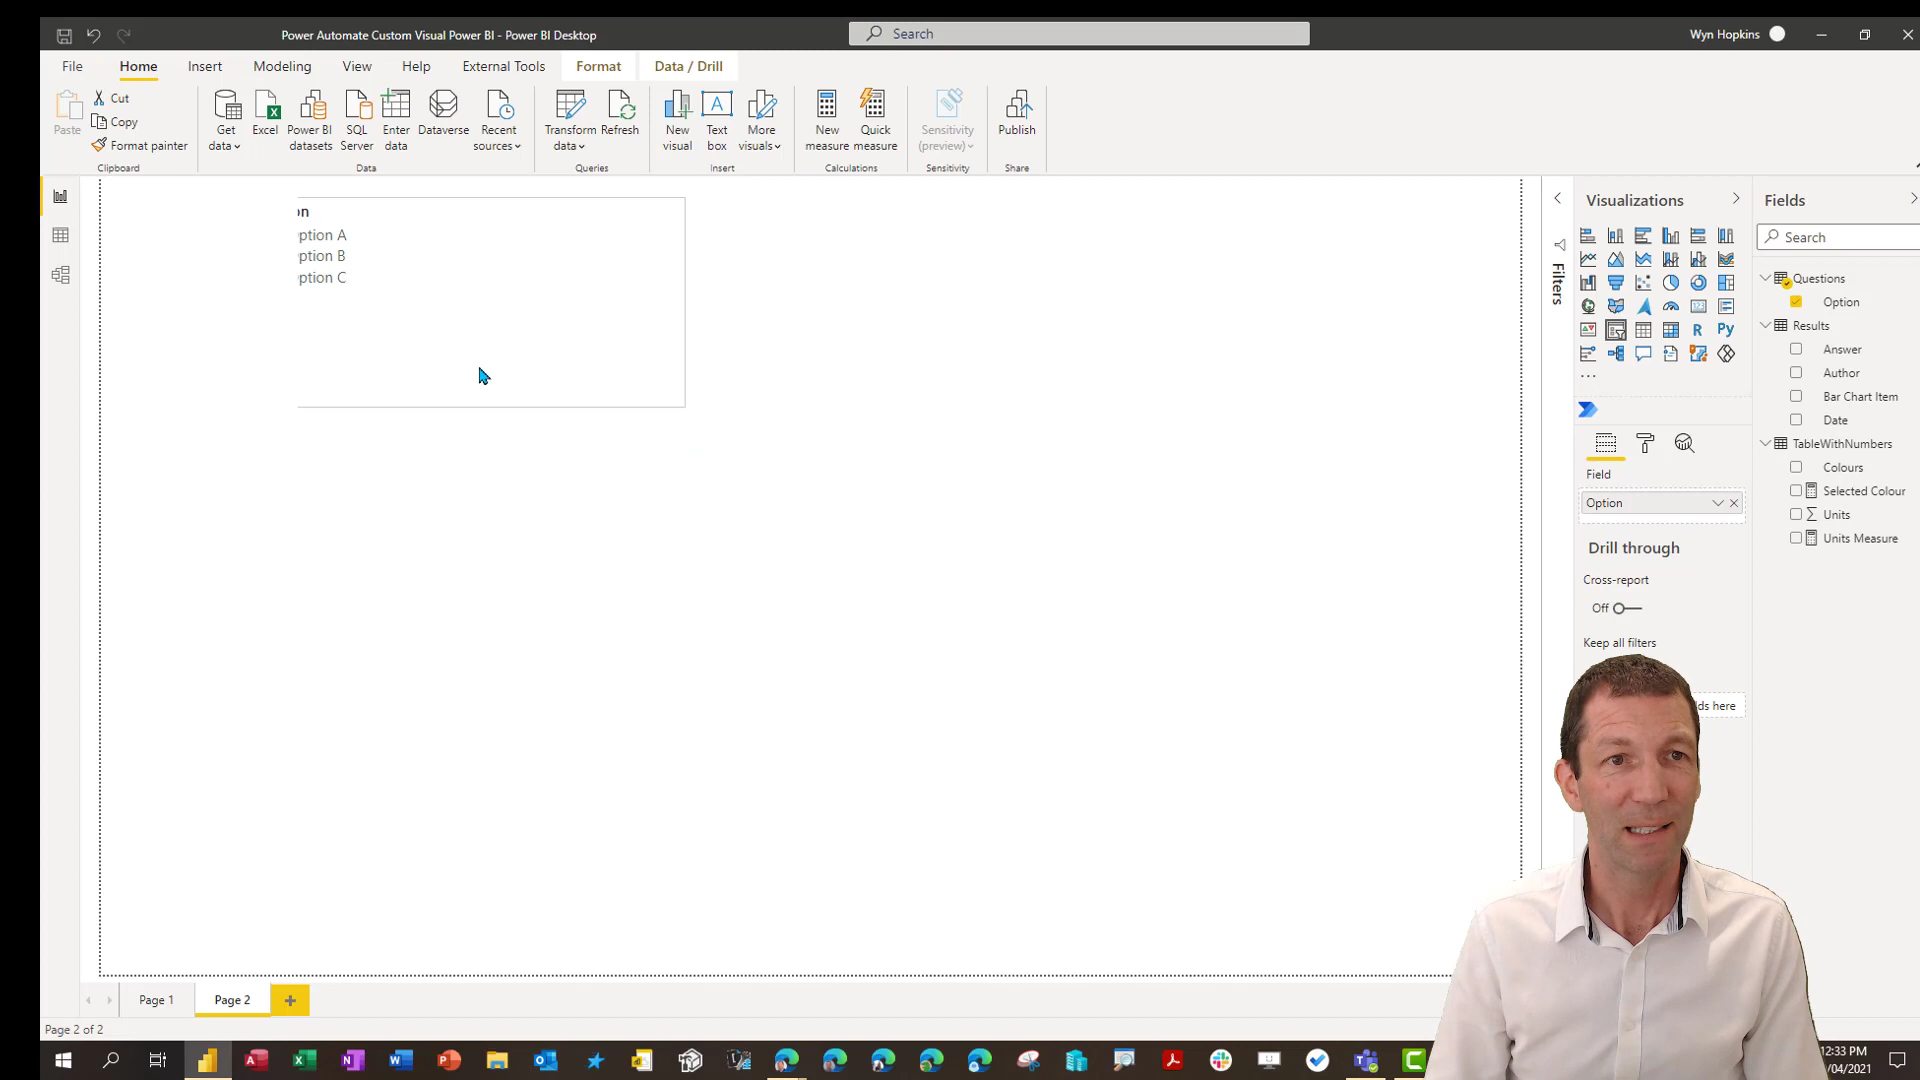 Power Automate Custom Visual Power BI - Power BI Desktop
Search
Wyn Hopkins
File Home Insert Modeling View Help External Tools Format Data / Drill
Paste
Cut
Copy
Format painter
Clipboard
Get data
Excel
Power BI datasets
SQL Server
Enter data
Dataverse
Recent sources
Data
Transform data
Refresh
Queries
New visual
Text box
More visuals
Insert
New measure
Quick measure
Calculations
Sensitivity (preview)
Sensitivity
Publish
Share
on
ption A
ption B
ption C
Filters
Visualizations
R
Py
Field
Option
Drill through
Cross-report
Off
Keep all filters
lds here
Fields
Search
Questions
Option
Results
Answer
Author
Bar Chart Item
Date
TableWithNumbers
Colours
Selected Colour
Units
Units Measure
Page 1
Page 2
Page 2 of 2
12:33 PM
/04/2021